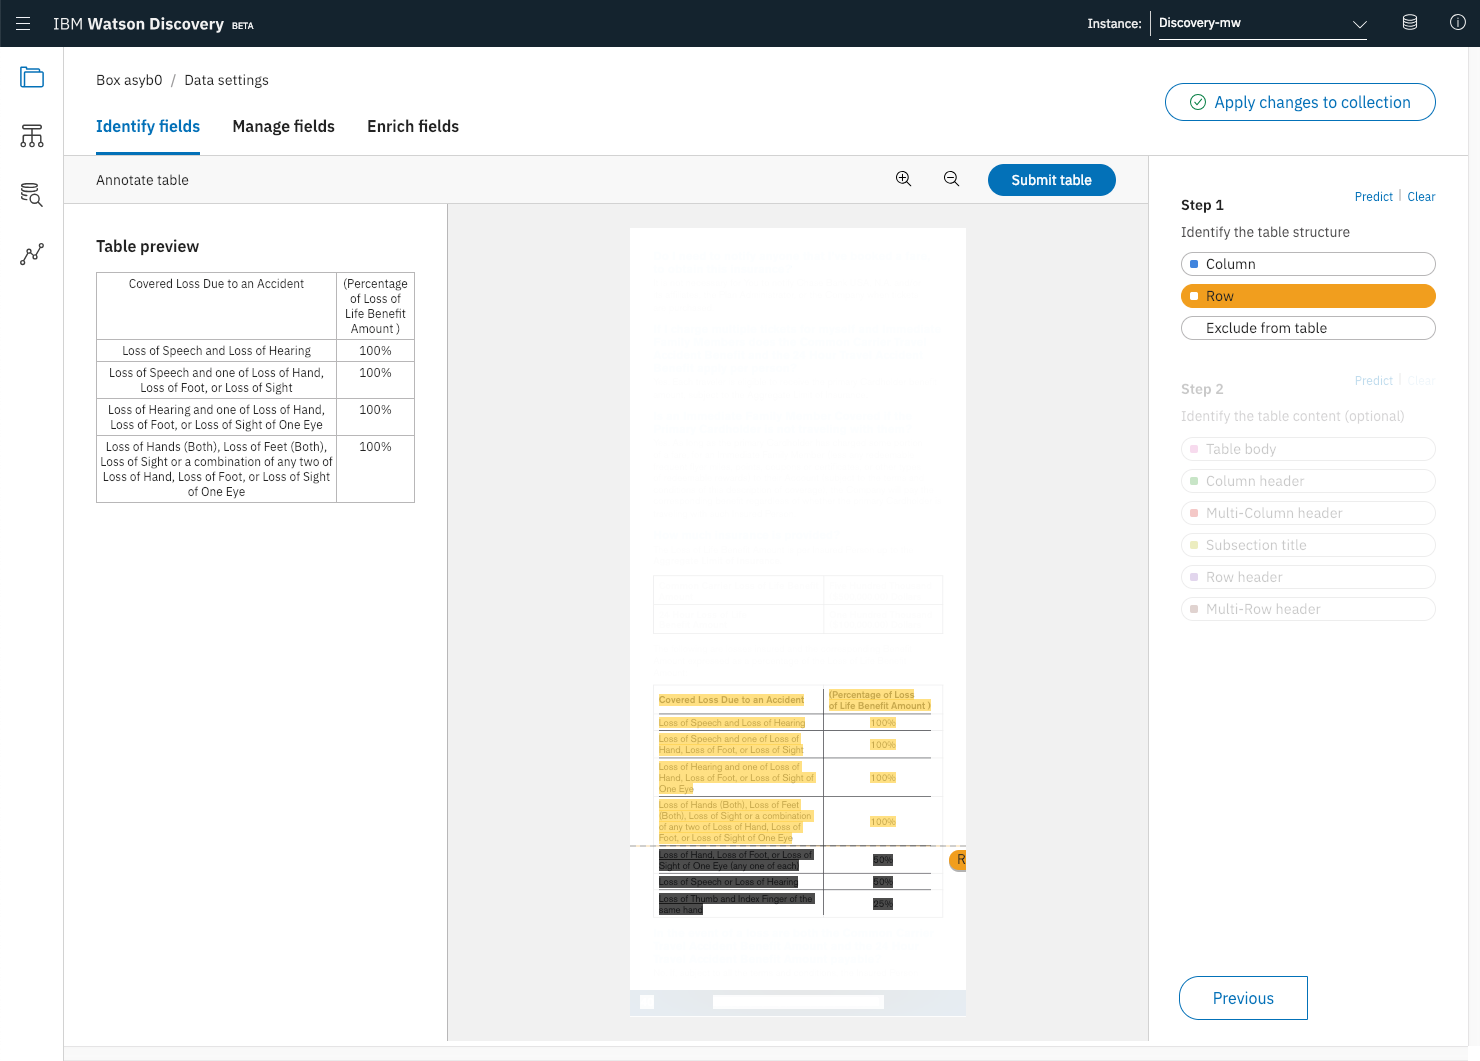 IBM Watson Discovery BETA
Instance: Discovery-mw
Box asyb0 / Data settings
Apply changes to collection
Identify fields Manage fields Enrich fields
Annotate table
Submit table
Table preview
Covered Loss Due to an Accident
(Percentage
of Loss of
Life Benefit
Amount )
Loss of Speech and Loss of Hearing 100%
Loss of Speech and one of Loss of Hand, 100%
Loss of Foot, or Loss of Sight
Loss of Hearing and one of Loss of Hand, 100%
Loss of Foot, or Loss of Sight of One Eye
Loss of Hands (Both), Loss of Feet (Both), 100%
Loss of Sight or a combination of any two of
Loss of Hand, Loss of Foot, or Loss of Sight
of One Eye
Covered Loss Due to an Accident
(Percentage of Loss
of Life Benefit Amount )
Loss of Speech and Loss of Hearing 100%
Loss of Speech and one of Loss of
Hand, Loss of Foot, or Loss of Sight
100%
Loss of Hearing and one of Loss of
Hand, Loss of Foot, or Loss of Sight of
One Eye
100%
Loss of Hands (Both), Loss of Feet
(Both), Loss of Sight or a combination
of any two of Loss of Hand, Loss of
Foot, or Loss of Sight of One Eye
100%
Loss of Hand, Loss of Foot, or Loss of
Sight of One Eye (any one of each)
50%
Loss of Speech or Loss of Hearing 50%
Loss of Thumb and Index Finger of the
same hand
25%
R
Step 1
Predict | Clear
Identify the table structure
Column
Row
Exclude from table
Step 2
Predict | Clear
Identify the table content (optional)
Table body
Column header
Multi-Column header
Subsection title
Row header
Multi-Row header
Previous